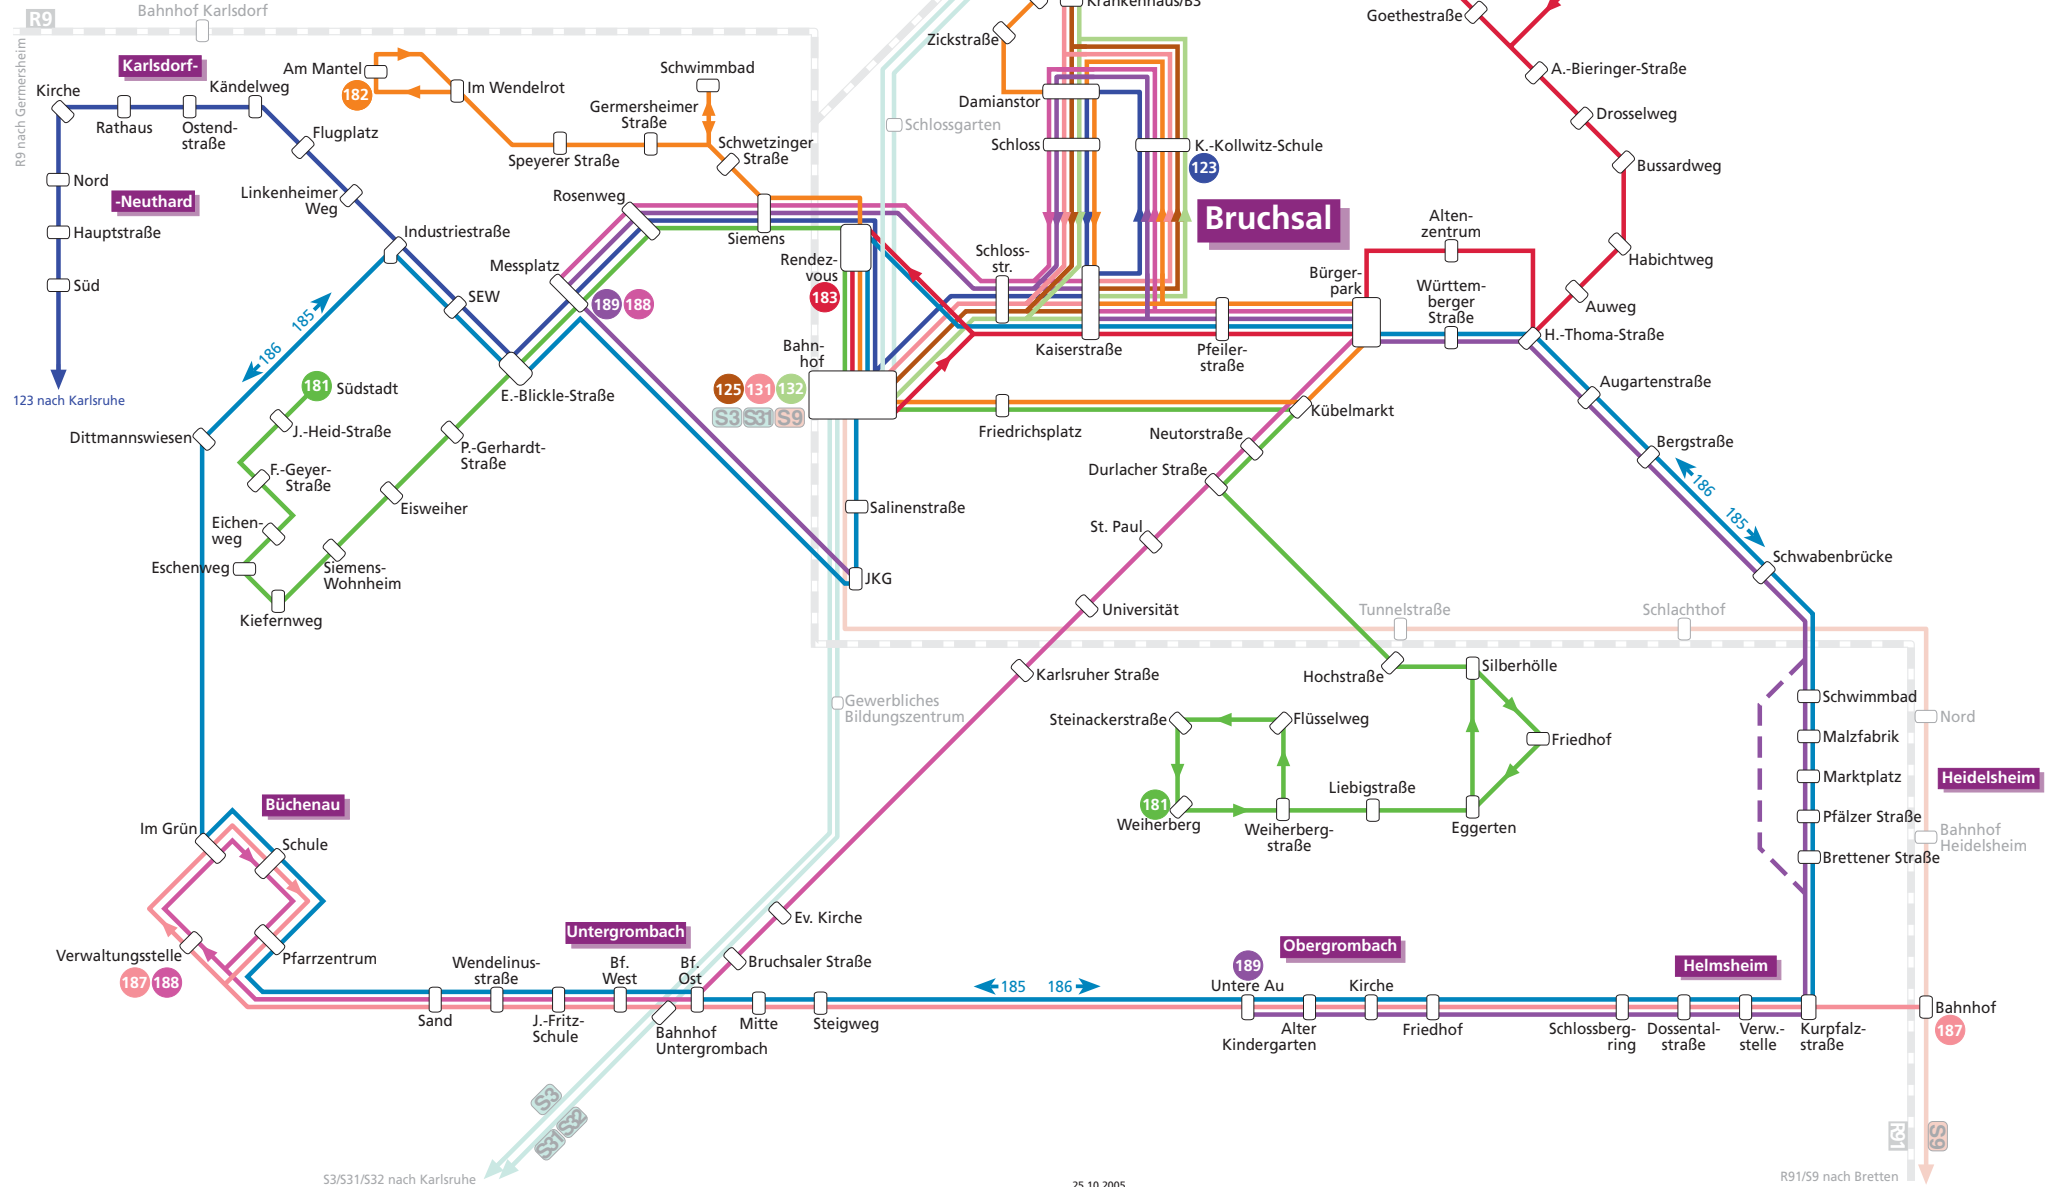 R9
Bahnhof Karlsdorf
R9 nach Germersheim
Karlsdorf-
Kirche
Rathaus
Ostend-
straße
Kändelweg
Flugplatz
Nord
-Neuthard
Hauptstraße
Süd
Linkenheimer
Weg
Industriestraße
SEW
123 nach Karlsruhe
Am Mantel
182
Im Wendelrot
Speyerer Straße
Germersheimer
Straße
Schwimmbad
Schwetzinger
Straße
Rosenweg
Siemens
Messplatz
189
188
E.-Blickle-Straße
Rendez-
vous
183
Bahn-
hof
125
131
132
S3
S31
S9
Schlossgarten
Zickstraße
Krankenhaus/B3
Damianstor
Schloss
K.-Kollwitz-Schule
123
Bruchsal
Schloss-
str.
Kaiserstraße
Pfeiler-
straße
Bürger-
park
Alten-
zentrum
Württem-
berger
Straße
Goethestraße
A.-Bieringer-Straße
Drosselweg
Bussardweg
Habichtweg
Auweg
H.-Thoma-Straße
Augartenstraße
Bergstraße
186
185
Schwabenbrücke
185
186
Dittmannswiesen
181
Südstadt
J.-Heid-Straße
F.-Geyer-
Straße
Eichen-
weg
Eschenweg
Kiefernweg
Siemens-
Wohnheim
Eisweiher
P.-Gerhardt-
Straße
Friedrichsplatz
Kübelmarkt
Neutorstraße
Durlacher Straße
Salinenstraße
JKG
St. Paul
Universität
Karlsruher Straße
Tunnelstraße
Schlachthof
Gewerbliches
Bildungszentrum
Hochstraße
Silberhölle
Friedhof
Steinackerstraße
Flüsselweg
181
Weiherberg
Weiherberg-
straße
Liebigstraße
Eggerten
Schwimmbad
Malzfabrik
Marktplatz
Pfälzer Straße
Brettener Straße
Nord
Heidelsheim
Bahnhof
Heidelsheim
Büchenau
Im Grün
Schule
Verwaltungsstelle
187
188
Pfarrzentrum
Untergrombach
Sand
Wendelinus-
straße
J.-Fritz-
Schule
Bf.
West
Bf.
Ost
Bahnhof
Untergrombach
Ev. Kirche
Bruchsaler Straße
Mitte
Steigweg
185
186
Obergrombach
189
Untere Au
Alter
Kindergarten
Kirche
Friedhof
Helmsheim
Schlossberg-
ring
Dossental-
straße
Verw.-
stelle
Kurpfalz-
straße
Bahnhof
187
S3
S31
S32
S3/S31/S32 nach Karlsruhe
R91
S9
R91/S9 nach Bretten
25.10.2005